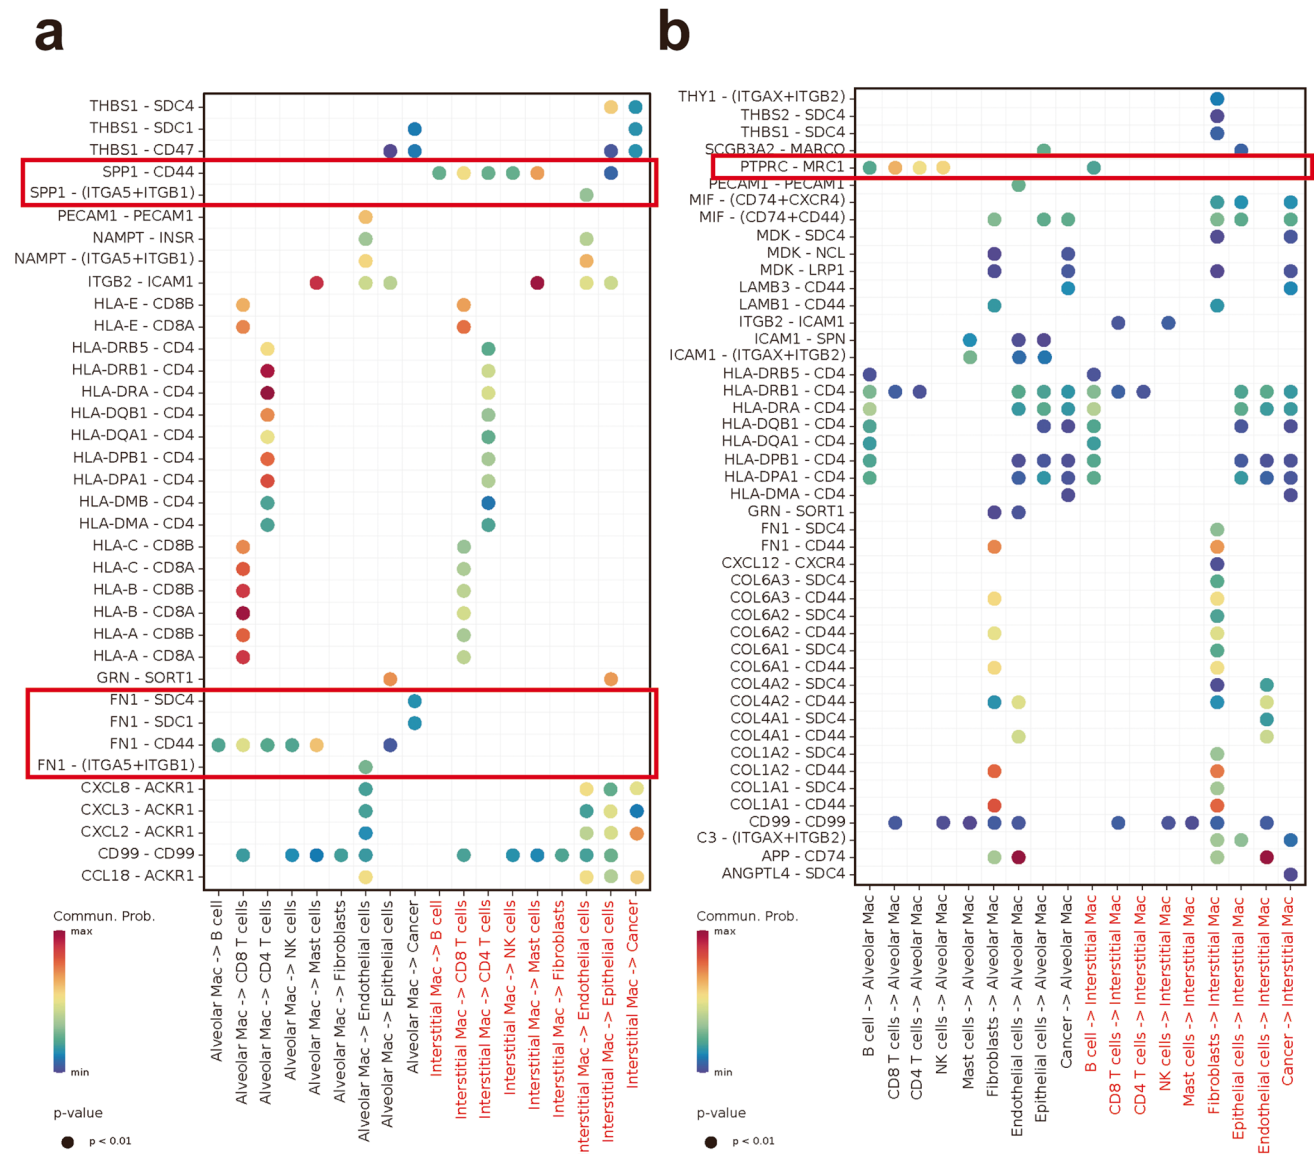 a
THBS1 - SDC4
THBS1 - SDC1
THBS1 - CD47
SPP1 - CD44
SPP1 - (ITGA5+ITGB1)
PECAM1 - PECAM1
NAMPT - INSR
NAMPT - (ITGA5+ITGB1)
ITGB2 - ICAM1
HLA-E - CD8B
HLA-E - CD8A
HLA-DRB5 - CD4
HLA-DRB1 - CD4
HLA-DRA - CD4
HLA-DQB1 - CD4
HLA-DQA1 - CD4
HLA-DPB1 - CD4
HLA-DPA1 - CD4
HLA-DMB - CD4
HLA-DMA - CD4
HLA-C - CD8B
HLA-C - CD8A
HLA-B - CD8B
HLA-B - CD8A
HLA-A - CD8B
HLA-A - CD8A
GRN - SORT1
FN1 - SDC4
FN1 - SDC1
FN1 - CD44
FN1 - (ITGA5+ITGB1)
CXCL8 - ACKR1
CXCL3 - ACKR1
CXCL2 - ACKR1
CD99 - CD99
CCL18 - ACKR1
Alveolar Mac -> B cell
Alveolar Mac -> CD8 T cells
Alveolar Mac -> CD4 T cells
Alveolar Mac -> NK cells
Alveolar Mac -> Mast cells
Alveolar Mac -> Fibroblasts
Alveolar Mac -> Endothelial cells
Alveolar Mac -> Epithelial cells
Alveolar Mac -> Cancer
Interstitial Mac -> B cell
Interstitial Mac -> CD8 T cells
Interstitial Mac -> CD4 T cells
Interstitial Mac -> NK cells
Interstitial Mac -> Mast cells
Interstitial Mac -> Fibroblasts
nterstitial Mac -> Endothelial cells
Interstitial Mac -> Epithelial cells
Interstitial Mac -> Cancer
Commun. Prob.
max
min
p-value
p < 0.01
b
THY1 - (ITGAX+ITGB2)
THBS2 - SDC4
THBS1 - SDC4
SCGB3A2 - MARCO
PTPRC - MRC1
PECAM1 - PECAM1
MIF - (CD74+CXCR4)
MIF - (CD74+CD44)
MDK - SDC4
MDK - NCL
MDK - LRP1
LAMB3 - CD44
LAMB1 - CD44
ITGB2 - ICAM1
ICAM1 - SPN
ICAM1 - (ITGAX+ITGB2)
HLA-DRB5 - CD4
HLA-DRB1 - CD4
HLA-DRA - CD4
HLA-DQB1 - CD4
HLA-DQA1 - CD4
HLA-DPB1 - CD4
HLA-DPA1 - CD4
HLA-DMA - CD4
GRN - SORT1
FN1 - SDC4
FN1 - CD44
CXCL12 - CXCR4
COL6A3 - SDC4
COL6A3 - CD44
COL6A2 - SDC4
COL6A2 - CD44
COL6A1 - SDC4
COL6A1 - CD44
COL4A2 - SDC4
COL4A2 - CD44
COL4A1 - SDC4
COL4A1 - CD44
COL1A2 - SDC4
COL1A2 - CD44
COL1A1 - SDC4
COL1A1 - CD44
CD99 - CD99
C3 - (ITGAX+ITGB2)
APP - CD74
ANGPTL4 - SDC4
B cell -> Alveolar Mac
CD8 T cells -> Alveolar Mac
CD4 T cells -> Alveolar Mac
NK cells -> Alveolar Mac
Mast cells -> Alveolar Mac
Fibroblasts -> Alveolar Mac
Endothelial cells -> Alveolar Mac
Epithelial cells -> Alveolar Mac
Cancer -> Alveolar Mac
B cell -> Interstitial Mac
CD8 T cells -> Interstitial Mac
CD4 T cells -> Interstitial Mac
NK cells -> Interstitial Mac
Mast cells -> Interstitial Mac
Fibroblasts -> Interstitial Mac
Epithelial cells -> Interstitial Mac
Endothelial cells -> Interstitial Mac
Cancer -> Interstitial Mac
Commun. Prob.
max
min
p-value
p < 0.01